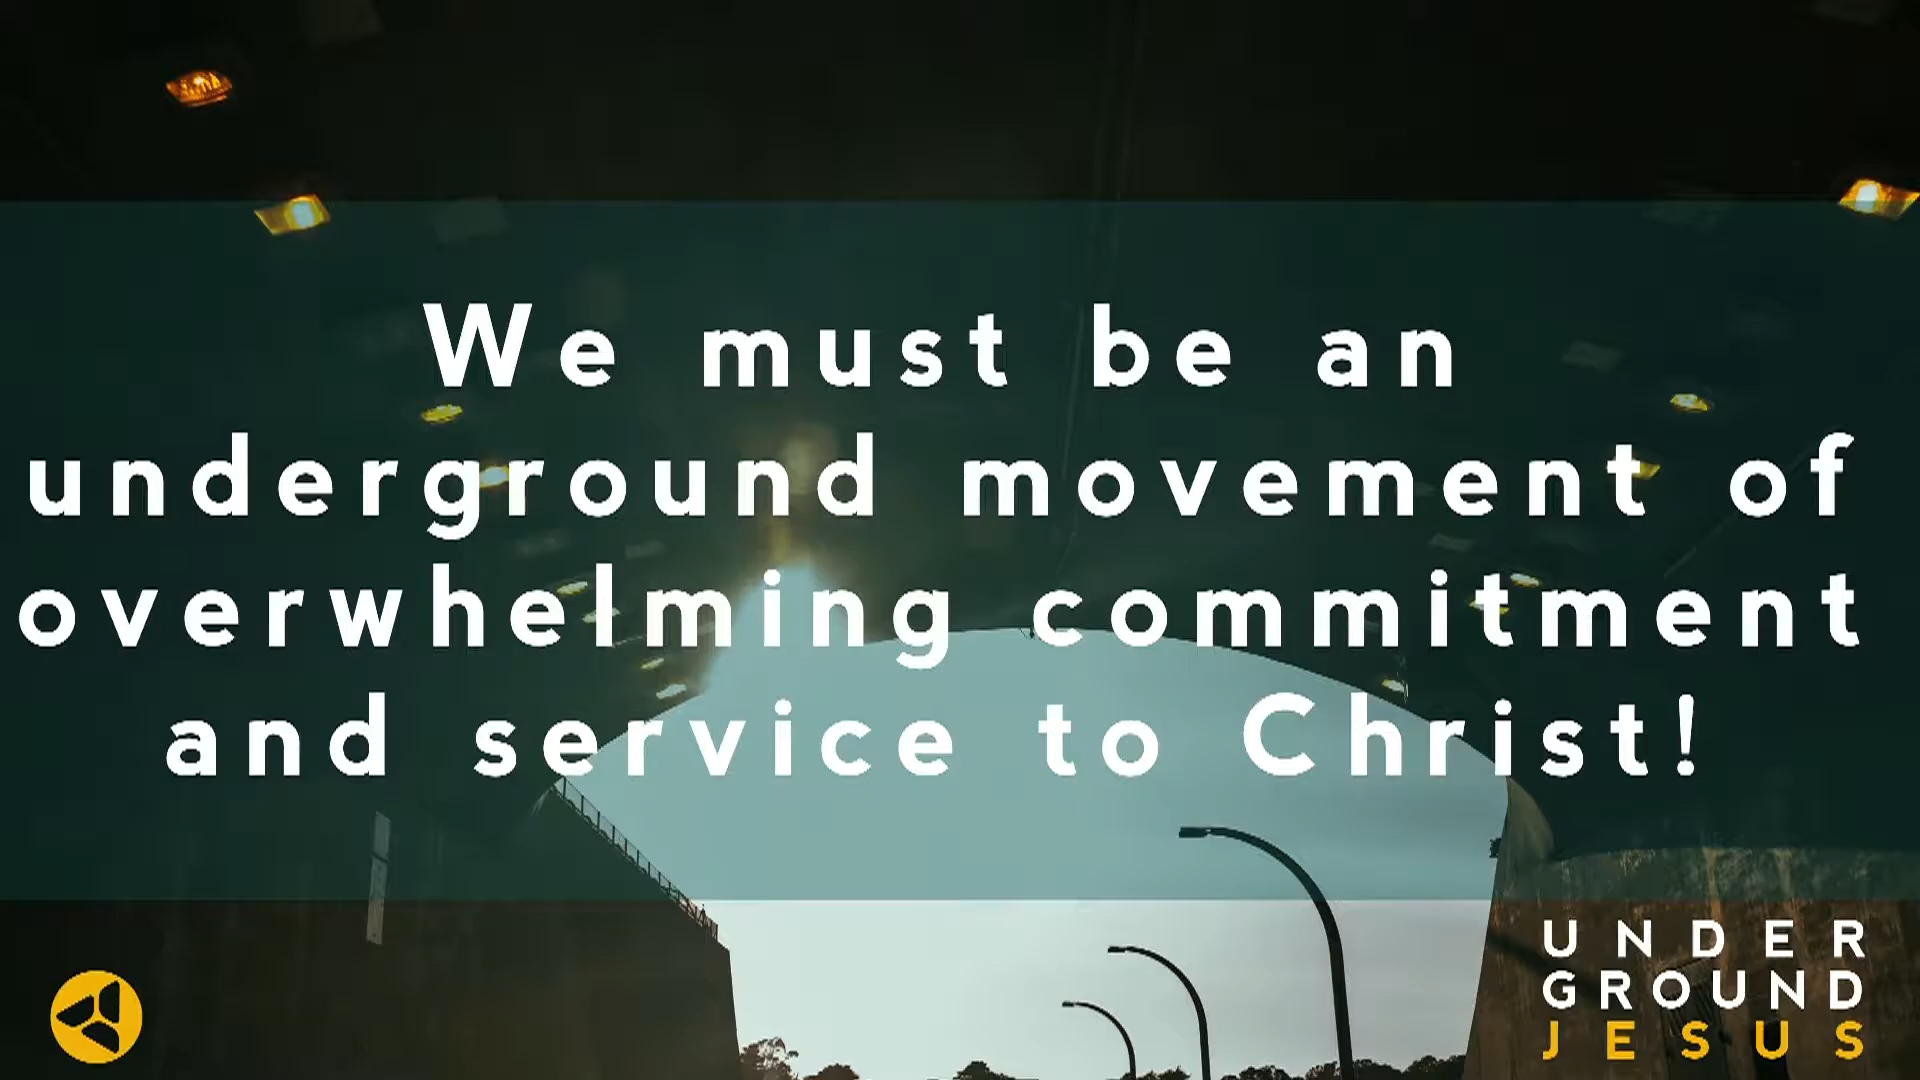 We must be an
underground movement of
overwhelming commitment
and service to Christ!
UNDER
GROUND
JESUS